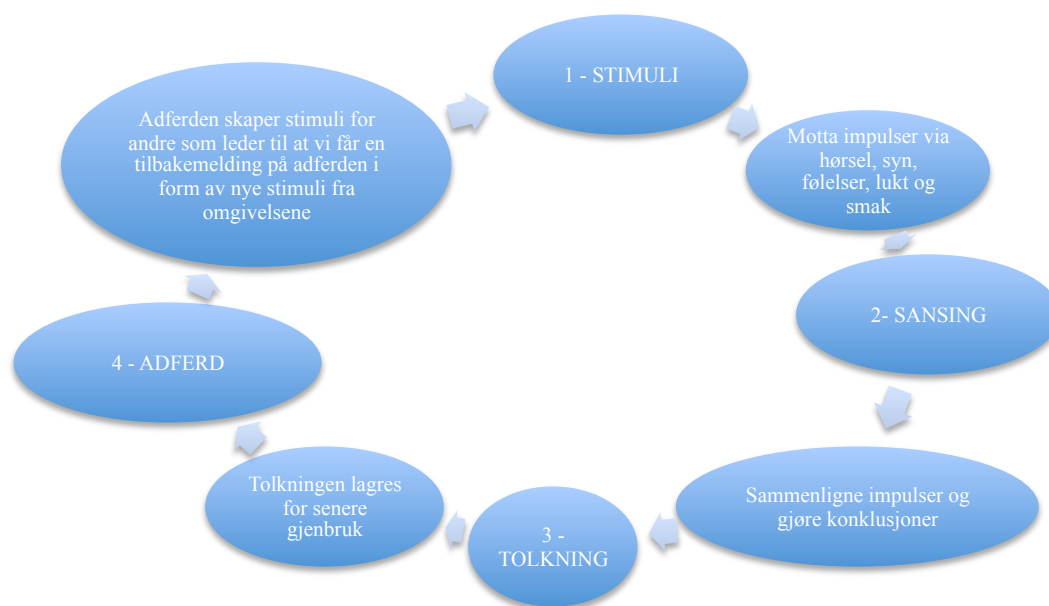 1 - STIMULI
Motta impulser via
hørsel, syn,
følelser, lukt og
smak
2- SANSING
Sammenligne impulser og
gjøre konklusjoner
3 -
TOLKNING
Tolkningen lagres
for senere
gjenbruk
4 - ADFERD
Adferden skaper stimuli for
andre som leder til at vi får en
tilbakemelding på adferden i
form av nye stimuli fra
omgivelsene